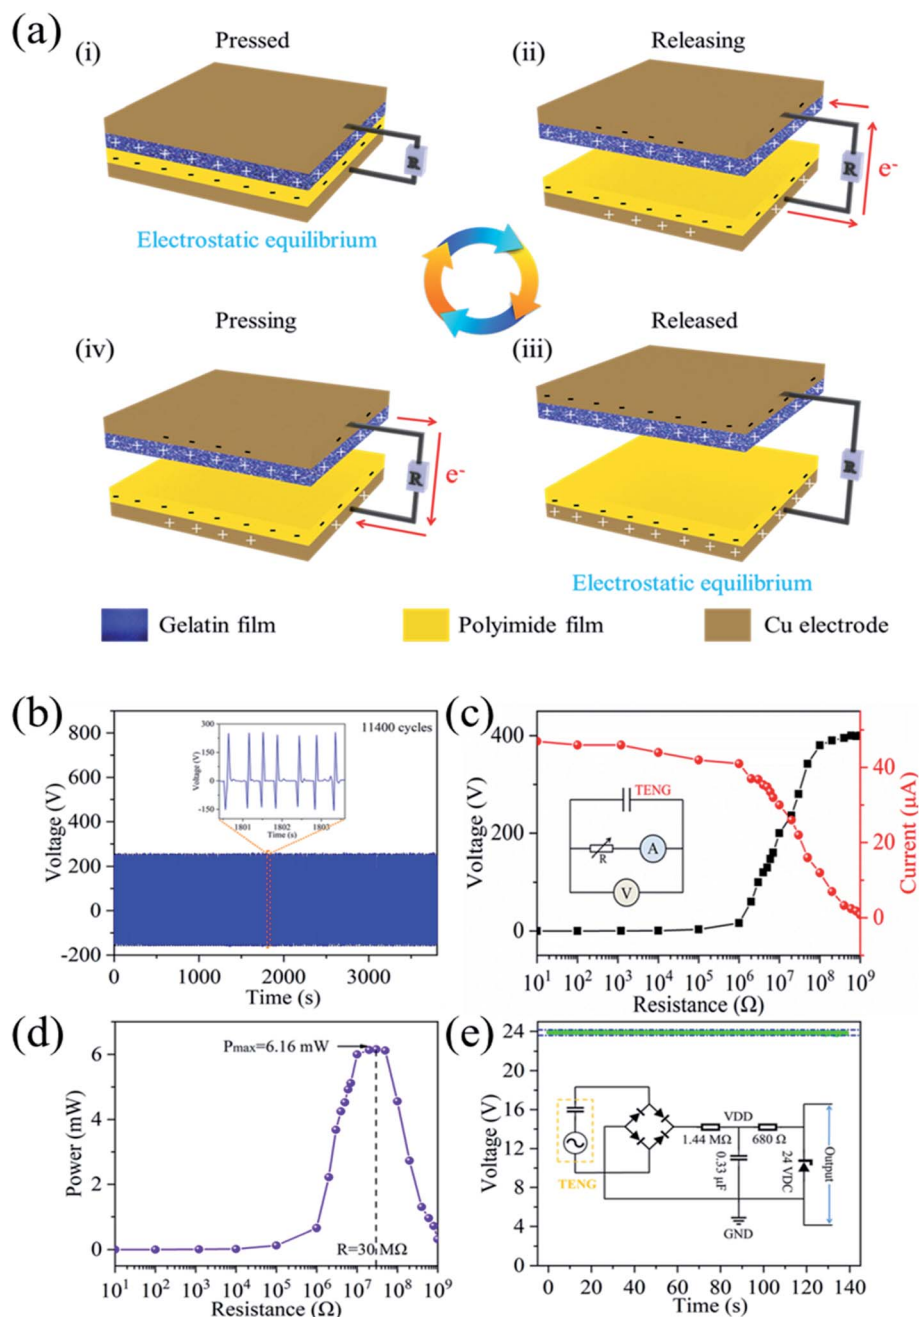 (a)
Pressed
(i)
R
Electrostatic equilibrium
Releasing
(ii)
R
e-
Pressing
(iv)
R
e-
Released
(iii)
R
Electrostatic equilibrium
Gelatin film
Polyimide film
Cu electrode
(b)
800
600
400
200
0
-200
Voltage (V)
0 1000 2000 3000
Time (s)
11400 cycles
300
150
0
-150
Voltage (V)
1801 1802 1803
Time (s)
(c)
400
200
0
Voltage (V)
40
20
0
Current (μA)
10¹ 10² 10³ 10⁴ 10⁵ 10⁶ 10⁷ 10⁸ 10⁹
Resistance (Ω)
TENG
R
A
V
(d)
6
4
2
0
Power (mW)
Pmax=6.16 mW
R=30 MΩ
10¹ 10² 10³ 10⁴ 10⁵ 10⁶ 10⁷ 10⁸ 10⁹
Resistance (Ω)
(e)
24
20
16
12
8
4
0
Voltage (V)
TENG
VDD
1.44 MΩ
680 Ω
0.33 μF
24 VDC
Output
GND
0 20 40 60 80 100 120 140
Time (s)